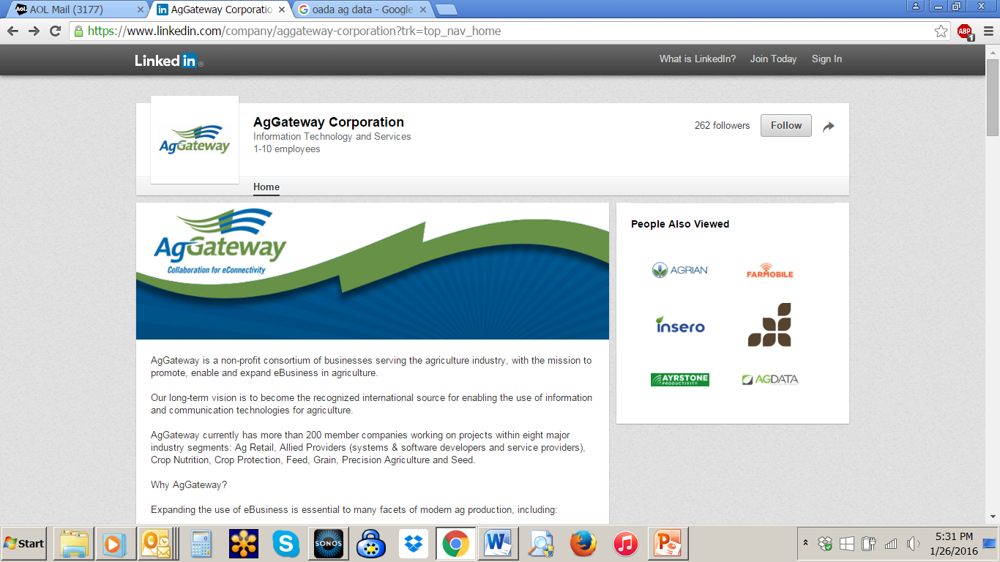 AOL Mail (3177)
AgGateway Corporatio
oada ag data - Google
https://www.linkedin.com/company/aggateway-corporation?trk=top_nav_home
ABP
1
Linked in ®
What is LinkedIn? Join Today Sign In
AgGateway
AgGateway Corporation
Information Technology and Services
1-10 employees
262 followers
Follow
Home
AgGateway
Collaboration for eConnectivity
AgGateway is a non-profit consortium of businesses serving the agriculture industry, with the mission to
promote, enable and expand eBusiness in agriculture.
Our long-term vision is to become the recognized international source for enabling the use of information
and communication technologies for agriculture.
AgGateway currently has more than 200 member companies working on projects within eight major
industry segments: Ag Retail, Allied Providers (systems & software developers and service providers),
Crop Nutrition, Crop Protection, Feed, Grain, Precision Agriculture and Seed.
Why AgGateway?
Expanding the use of eBusiness is essential to many facets of modern ag production, including:
People Also Viewed
AGRIAN
FARMOBILE
insero
AYRSTONE
PRODUCTIVITY
AGDATA
Start
SONOS
5:31 PM
1/26/2016